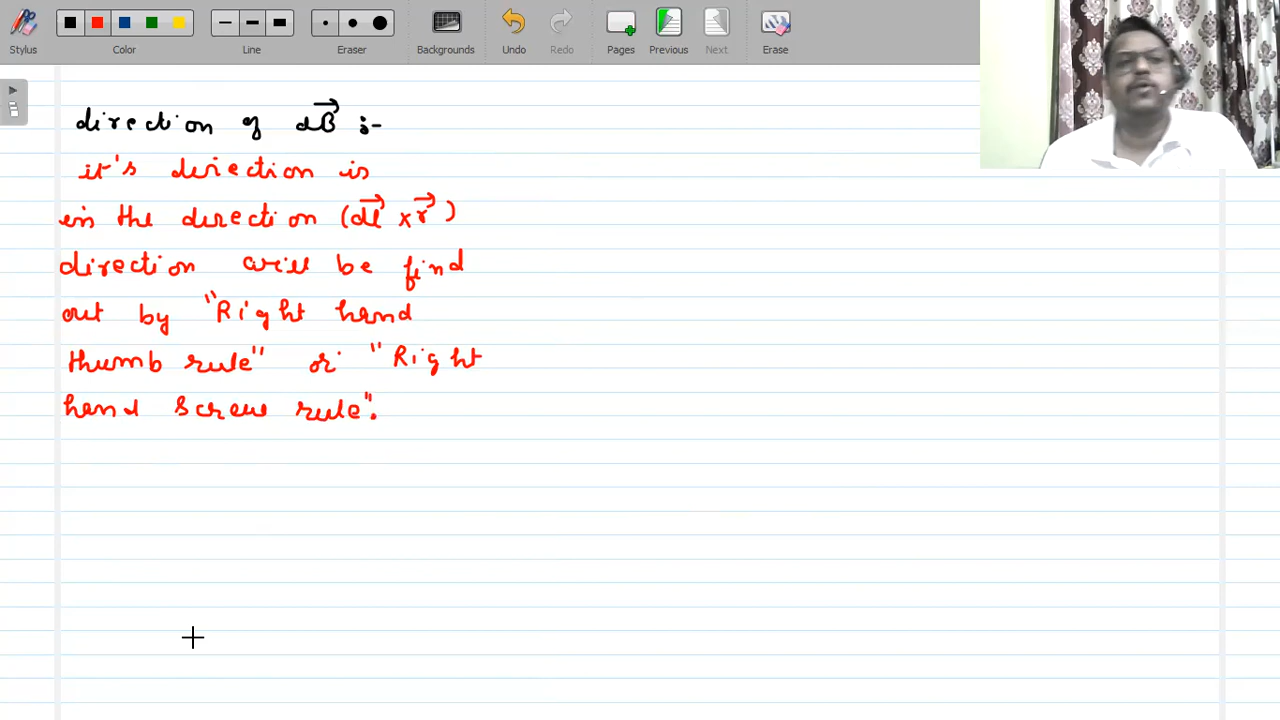 Stylus
Color
Line
Eraser
Backgrounds
Undo
Redo
Pages
Previous
Next
Erase
direction of dB⃗ :-
it's direction is
in the direction (dl⃗ × r⃗ )
direction will be find
out by "Right hand
thumb rule" or "Right
hand Screw rule".